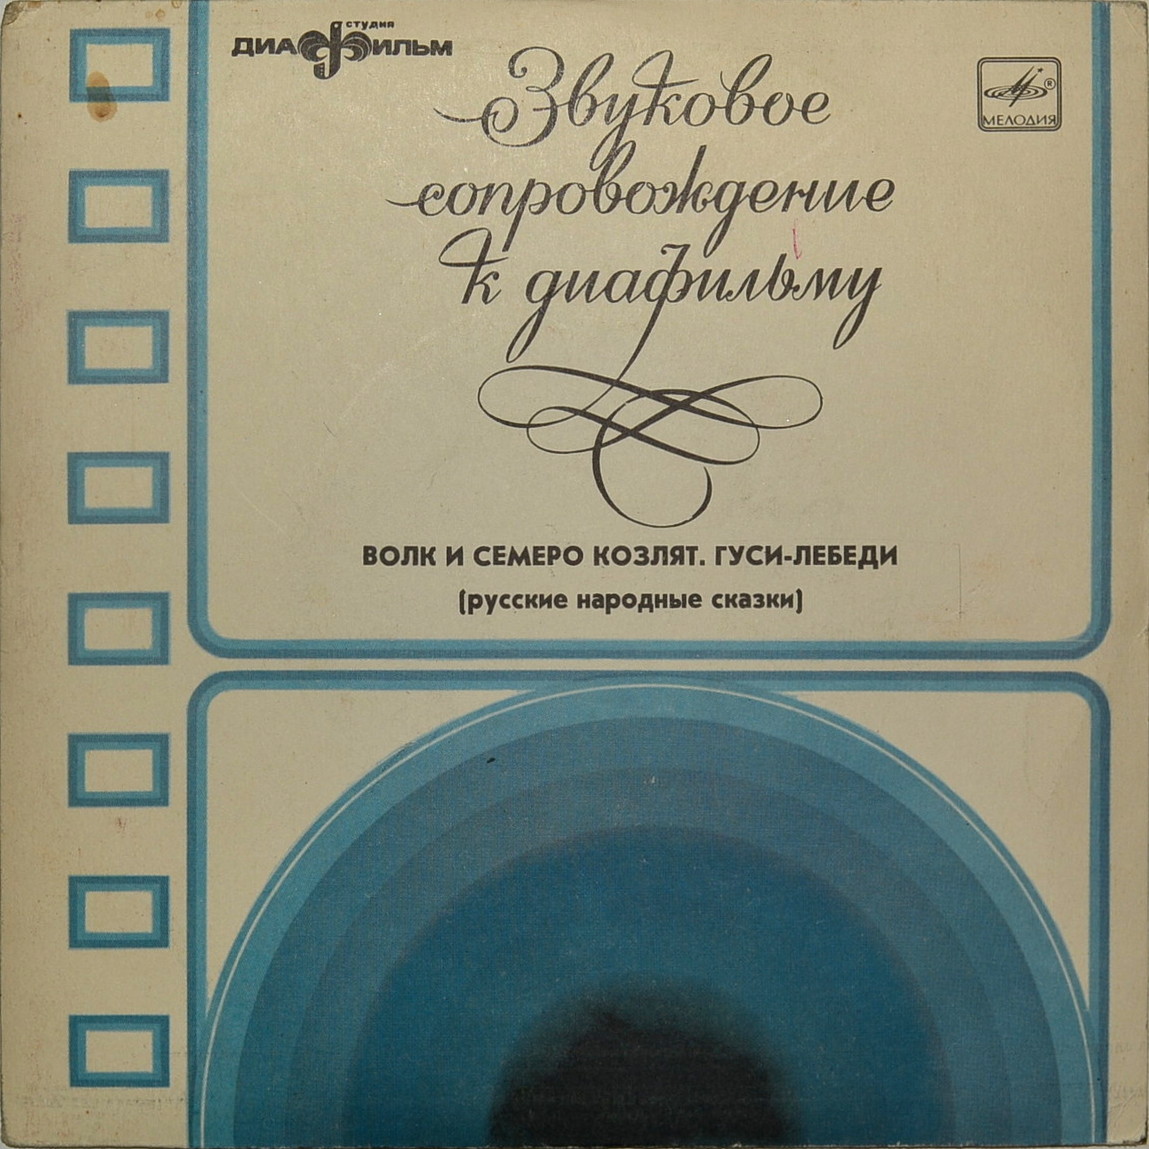 студия
ДИАФИЛЬМ
Звуковое
сопровождение
к диафильму
®
МЕЛОДИЯ
ВОЛК И СЕМЕРО КОЗЛЯТ. ГУСИ-ЛЕБЕДИ
(русские народные сказки)